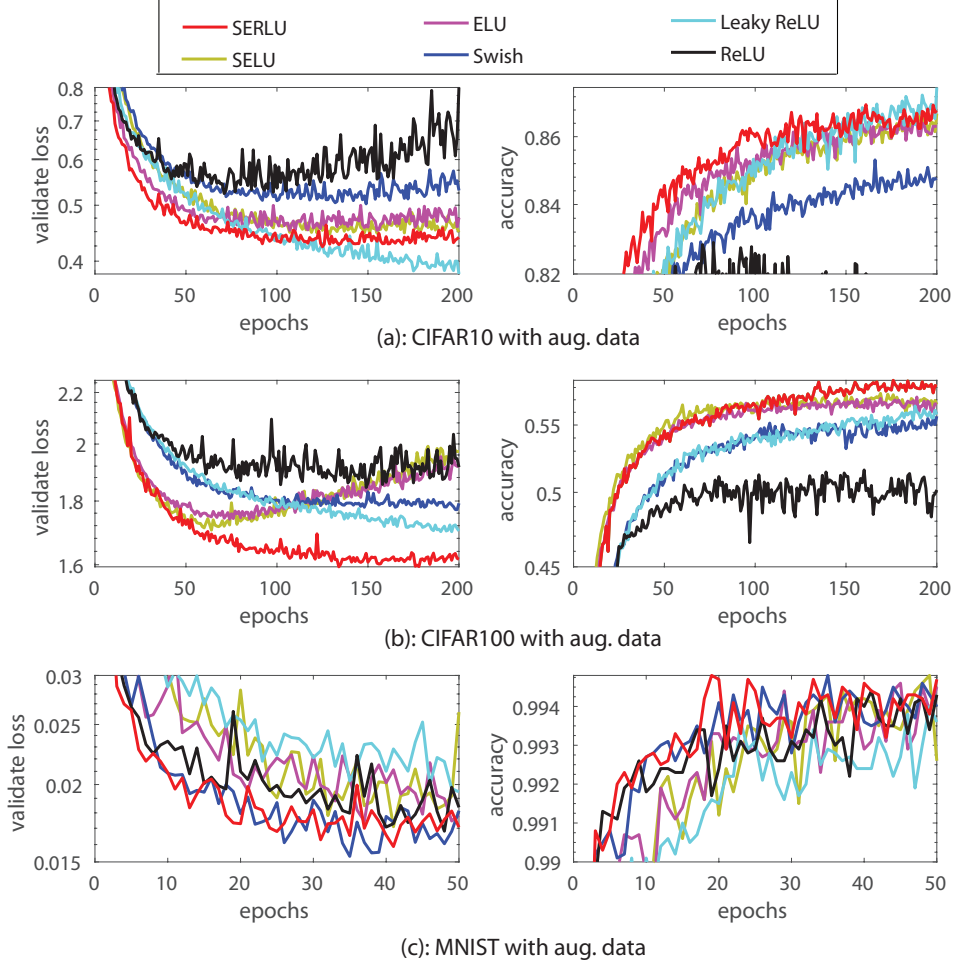 SERLU
ELU
Leaky ReLU
SELU
Swish
ReLU
0.8
0.7
0.6
0.5
0.4
validate loss
0
50
100
150
200
epochs
0.86
0.84
0.82
accuracy
0
50
100
150
200
epochs
(a): CIFAR10 with aug. data
2.2
2
1.8
1.6
validate loss
0
50
100
150
200
epochs
0.55
0.5
0.45
accuracy
0
50
100
150
200
epochs
(b): CIFAR100 with aug. data
0.03
0.025
0.02
0.015
validate loss
0
10
20
30
40
50
epochs
0.994
0.993
0.992
0.991
0.99
accuracy
0
10
20
30
40
50
epochs
(c): MNIST with aug. data